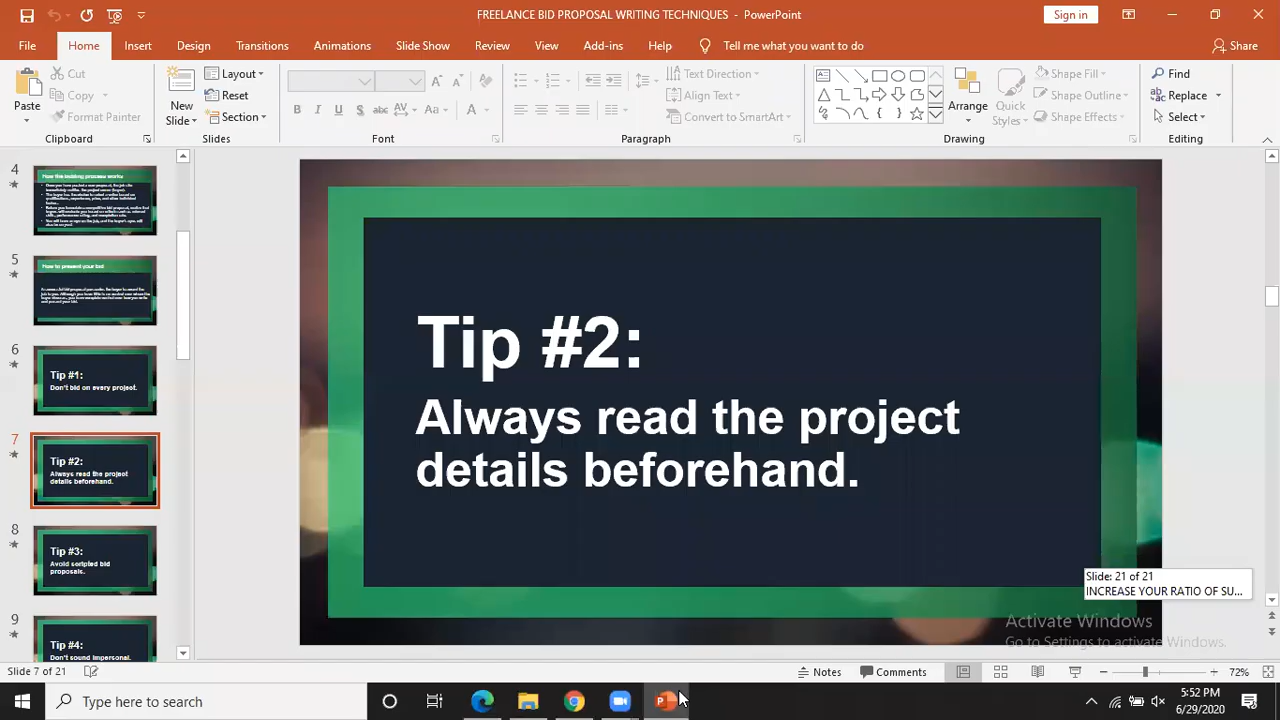 FREELANCE BID PROPOSAL WRITING TECHNIQUES - PowerPoint
Sign in
File Home Insert Design Transitions Animations Slide Show Review View Add-ins Help Tell me what you want to do Share
Paste
Cut
Copy
Format Painter
Clipboard
New Slide
Layout
Reset
Section
Slides
B I U S abc AV Aa A
Font
Text Direction
Align Text
Convert to SmartArt
Paragraph
Arrange
Quick Styles
Shape Fill
Shape Outline
Shape Effects
Drawing
Find
Replace
Select
Editing
4
How the bidding process works
5
How to present your bid
6
Tip #1:
Don't bid on every project.
7
Tip #2:
Always read the project
details beforehand.
8
Tip #3:
Avoid scripted bid
proposals.
9
Tip #4:
Don't sound impersonal.
Tip #2:
Always read the project
details beforehand.
Slide: 21 of 21
INCREASE YOUR RATIO OF SU...
Activate Windows
Go to Settings to activate Windows.
Slide 7 of 21
Notes
Comments
72%
Type here to search
5:52 PM
6/29/2020